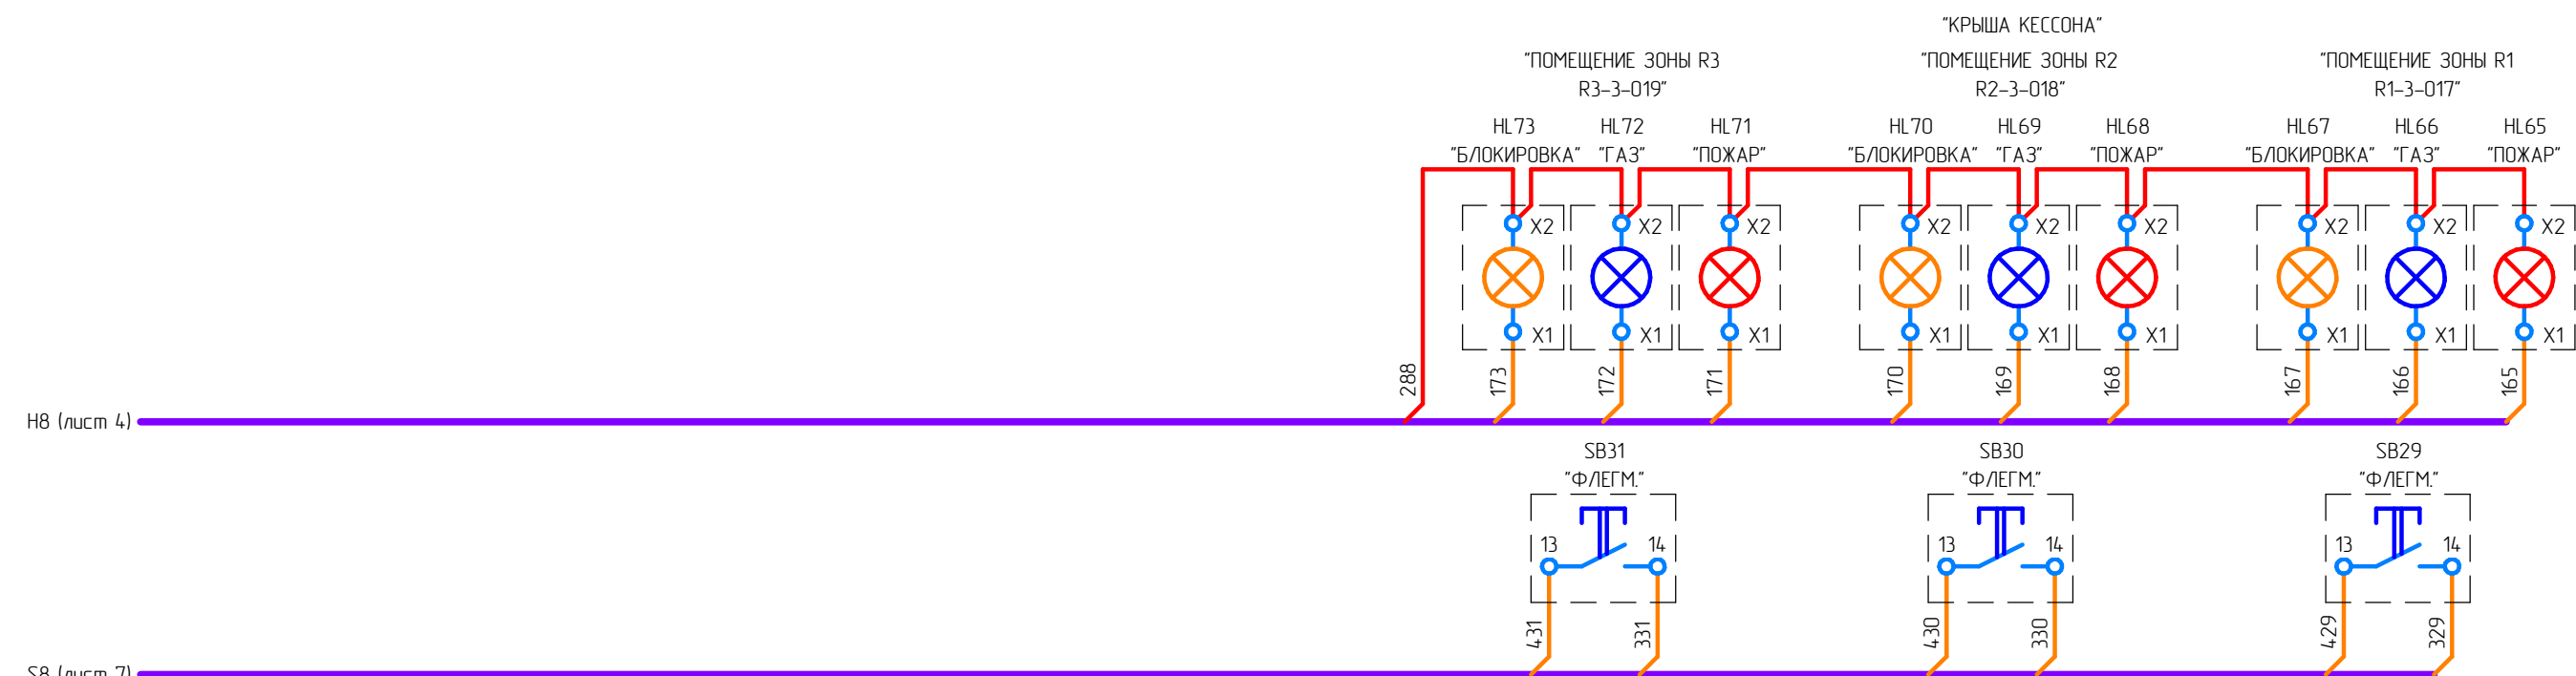 "КРЫША КЕССОНА"
"ПОМЕЩЕНИЕ ЗОНЫ R3
R3-3-019"
"ПОМЕЩЕНИЕ ЗОНЫ R2
R2-3-018"
"ПОМЕЩЕНИЕ ЗОНЫ R1
R1-3-017"
HL73 HL72 HL71 HL70 HL69 HL68 HL67 HL66 HL65
"БЛОКИРОВКА" "ГАЗ" "ПОЖАР" "БЛОКИРОВКА" "ГАЗ" "ПОЖАР" "БЛОКИРОВКА" "ГАЗ" "ПОЖАР"
X2 X2 X2 X2 X2 X2 X2 X2 X2
X1 X1 X1 X1 X1 X1 X1 X1 X1
288 173 172 171 170 169 168 167 166 165
H8 (лист 4)
SB31 SB30 SB29
"ФЛЕГМ." "ФЛЕГМ." "ФЛЕГМ."
13 14 13 14 13 14
431 331 430 330 429 329
S8 (лист 7)